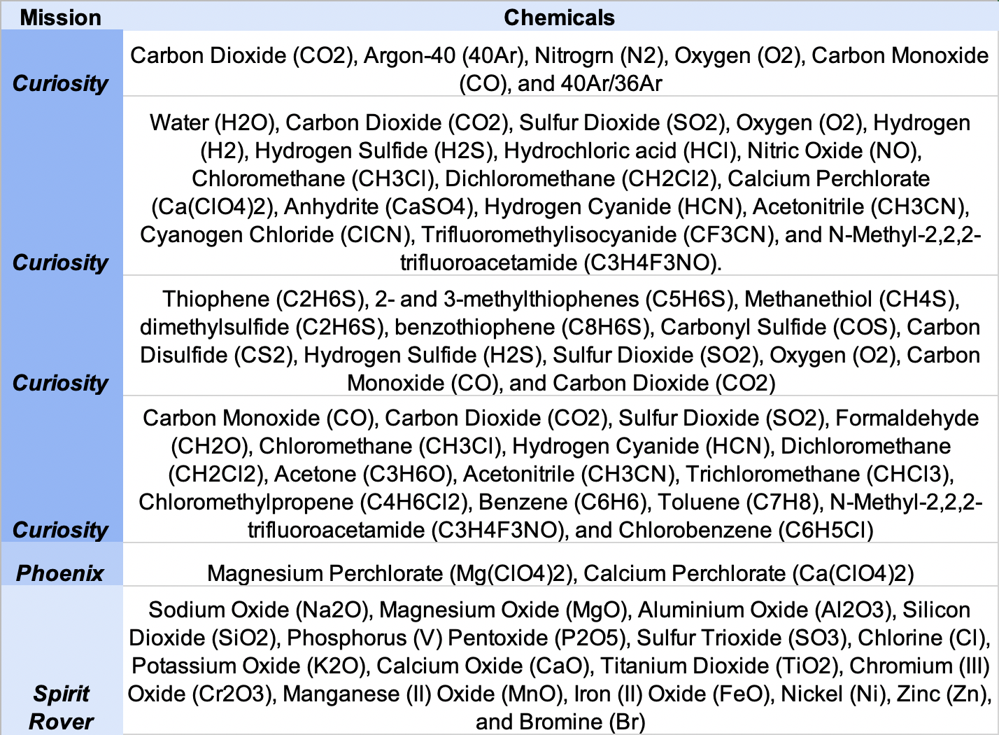 Mission Chemicals
Carbon Dioxide (CO2), Argon-40 (40Ar), Nitrogrn (N2), Oxygen (O2), Carbon Monoxide
Curiosity (CO), and 40Ar/36Ar
Water (H2O), Carbon Dioxide (CO2), Sulfur Dioxide (SO2), Oxygen (O2), Hydrogen
(H2), Hydrogen Sulfide (H2S), Hydrochloric acid (HCl), Nitric Oxide (NO),
Chloromethane (CH3Cl), Dichloromethane (CH2Cl2), Calcium Perchlorate
(Ca(ClO4)2), Anhydrite (CaSO4), Hydrogen Cyanide (HCN), Acetonitrile (CH3CN),
Cyanogen Chloride (ClCN), Trifluoromethylisocyanide (CF3CN), and N-Methyl-2,2,2-
Curiosity trifluoroacetamide (C3H4F3NO).
Thiophene (C2H6S), 2- and 3-methylthiophenes (C5H6S), Methanethiol (CH4S),
dimethylsulfide (C2H6S), benzothiophene (C8H6S), Carbonyl Sulfide (COS), Carbon
Disulfide (CS2), Hydrogen Sulfide (H2S), Sulfur Dioxide (SO2), Oxygen (O2), Carbon
Curiosity Monoxide (CO), and Carbon Dioxide (CO2)
Carbon Monoxide (CO), Carbon Dioxide (CO2), Sulfur Dioxide (SO2), Formaldehyde
(CH2O), Chloromethane (CH3Cl), Hydrogen Cyanide (HCN), Dichloromethane
(CH2Cl2), Acetone (C3H6O), Acetonitrile (CH3CN), Trichloromethane (CHCl3),
Chloromethylpropene (C4H6Cl2), Benzene (C6H6), Toluene (C7H8), N-Methyl-2,2,2-
Curiosity trifluoroacetamide (C3H4F3NO), and Chlorobenzene (C6H5Cl)
Phoenix Magnesium Perchlorate (Mg(ClO4)2), Calcium Perchlorate (Ca(ClO4)2)
Sodium Oxide (Na2O), Magnesium Oxide (MgO), Aluminium Oxide (Al2O3), Silicon
Dioxide (SiO2), Phosphorus (V) Pentoxide (P2O5), Sulfur Trioxide (SO3), Chlorine (Cl),
Potassium Oxide (K2O), Calcium Oxide (CaO), Titanium Dioxide (TiO2), Chromium (III)
Spirit Oxide (Cr2O3), Manganese (II) Oxide (MnO), Iron (II) Oxide (FeO), Nickel (Ni), Zinc (Zn),
Rover and Bromine (Br)